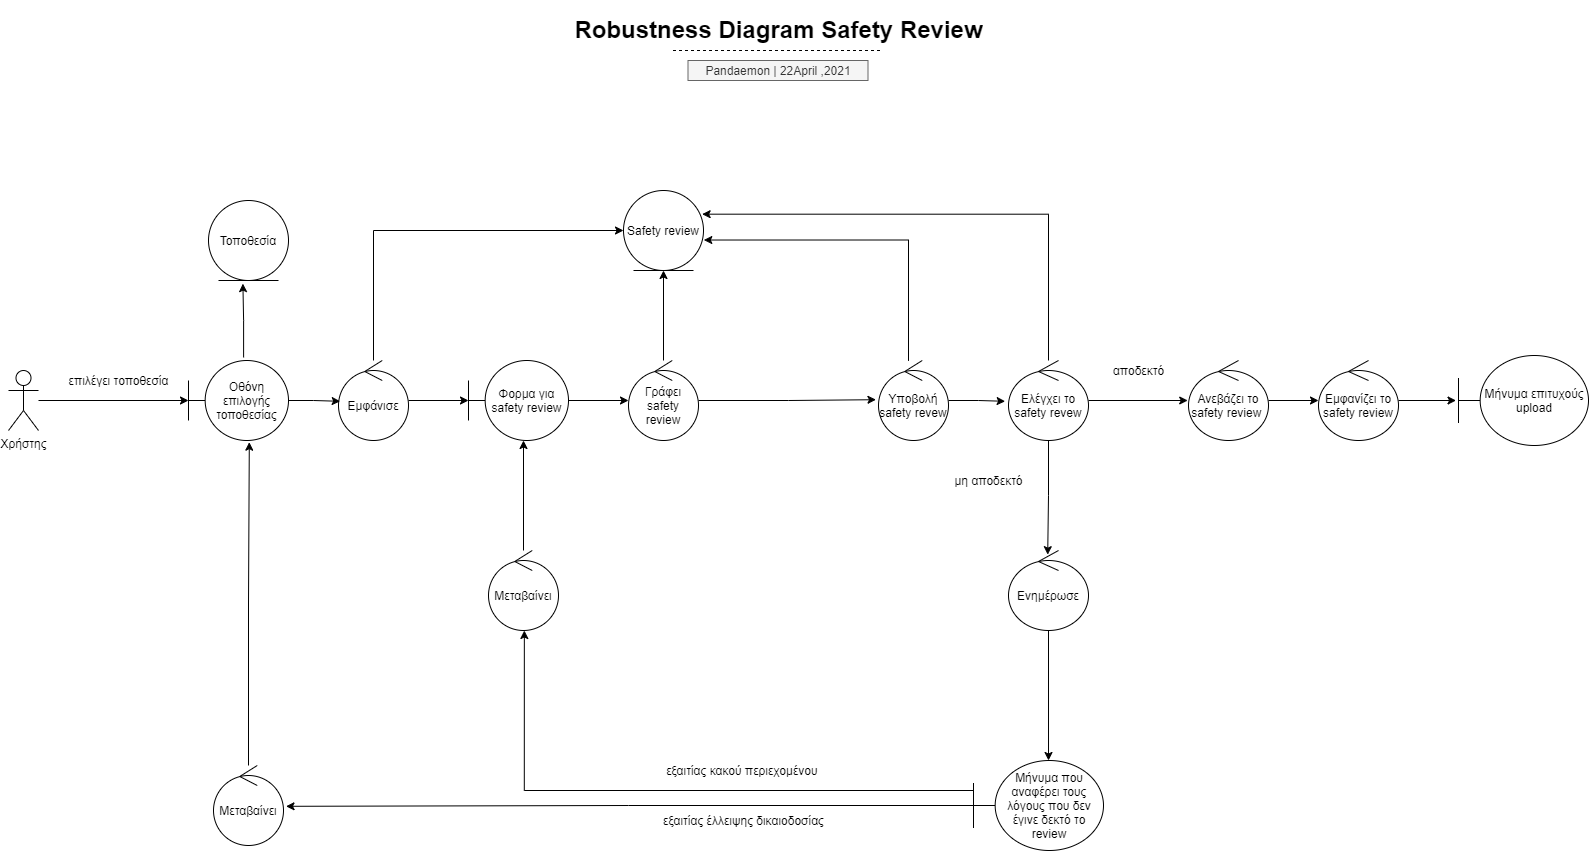 Robustness Diagram Safety Review
Pandaemon | 22April ,2021
Τοποθεσία
Safety review
επιλέγει τοποθεσία
Χρήστης
Οθόνη
επιλογής
τοποθεσίας
Εμφάνισε
Φορμα για
safety review
Γράφει
safety
review
Υποβολή
safety revew
Ελέγχει το
safety revew
αποδεκτό
Ανεβάζει το
safety review
Εμφανίζει το
safety review
Μήνυμα επιτυχούς
upload
μη αποδεκτό
Μεταβαίνει
Ενημέρωσε
εξαιτίας κακού περιεχομένου
Μεταβαίνει
εξαιτίας έλλειψης δικαιοδοσίας
Μήνυμα που
αναφέρει τους
λόγους που δεν
έγινε δεκτό το
review